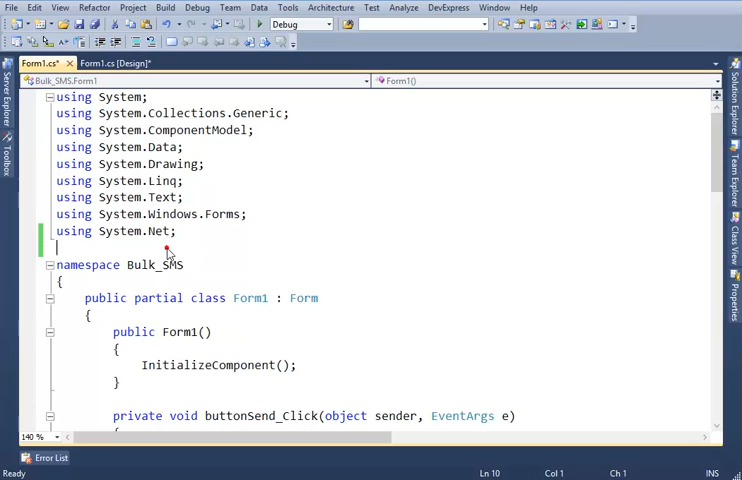 File Edit View Refactor Project Build Debug Team Data Tools Architecture Test Analyze DevExpress Window Help
Debug
Form1.cs* Form1.cs [Design]*
Bulk_SMS.Form1 Form1()
using System;
using System.Collections.Generic;
using System.ComponentModel;
using System.Data;
using System.Drawing;
using System.Linq;
using System.Text;
using System.Windows.Forms;
using System.Net;
namespace Bulk_SMS
{
public partial class Form1 : Form
{
public Form1()
{
InitializeComponent();
}
private void buttonSend_Click(object sender, EventArgs e)
140 %
Error List
Ready Ln 10 Col 1 Ch 1 INS
Server Explorer
Toolbox
Solution Explorer
Team Explorer
Class View
Properties